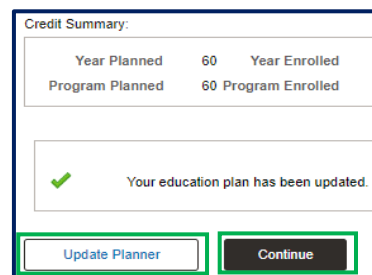 Credit Summary:
Year Planned 60 Year Enrolled
Program Planned 60 Program Enrolled
Your education plan has been updated.
Update Planner Continue